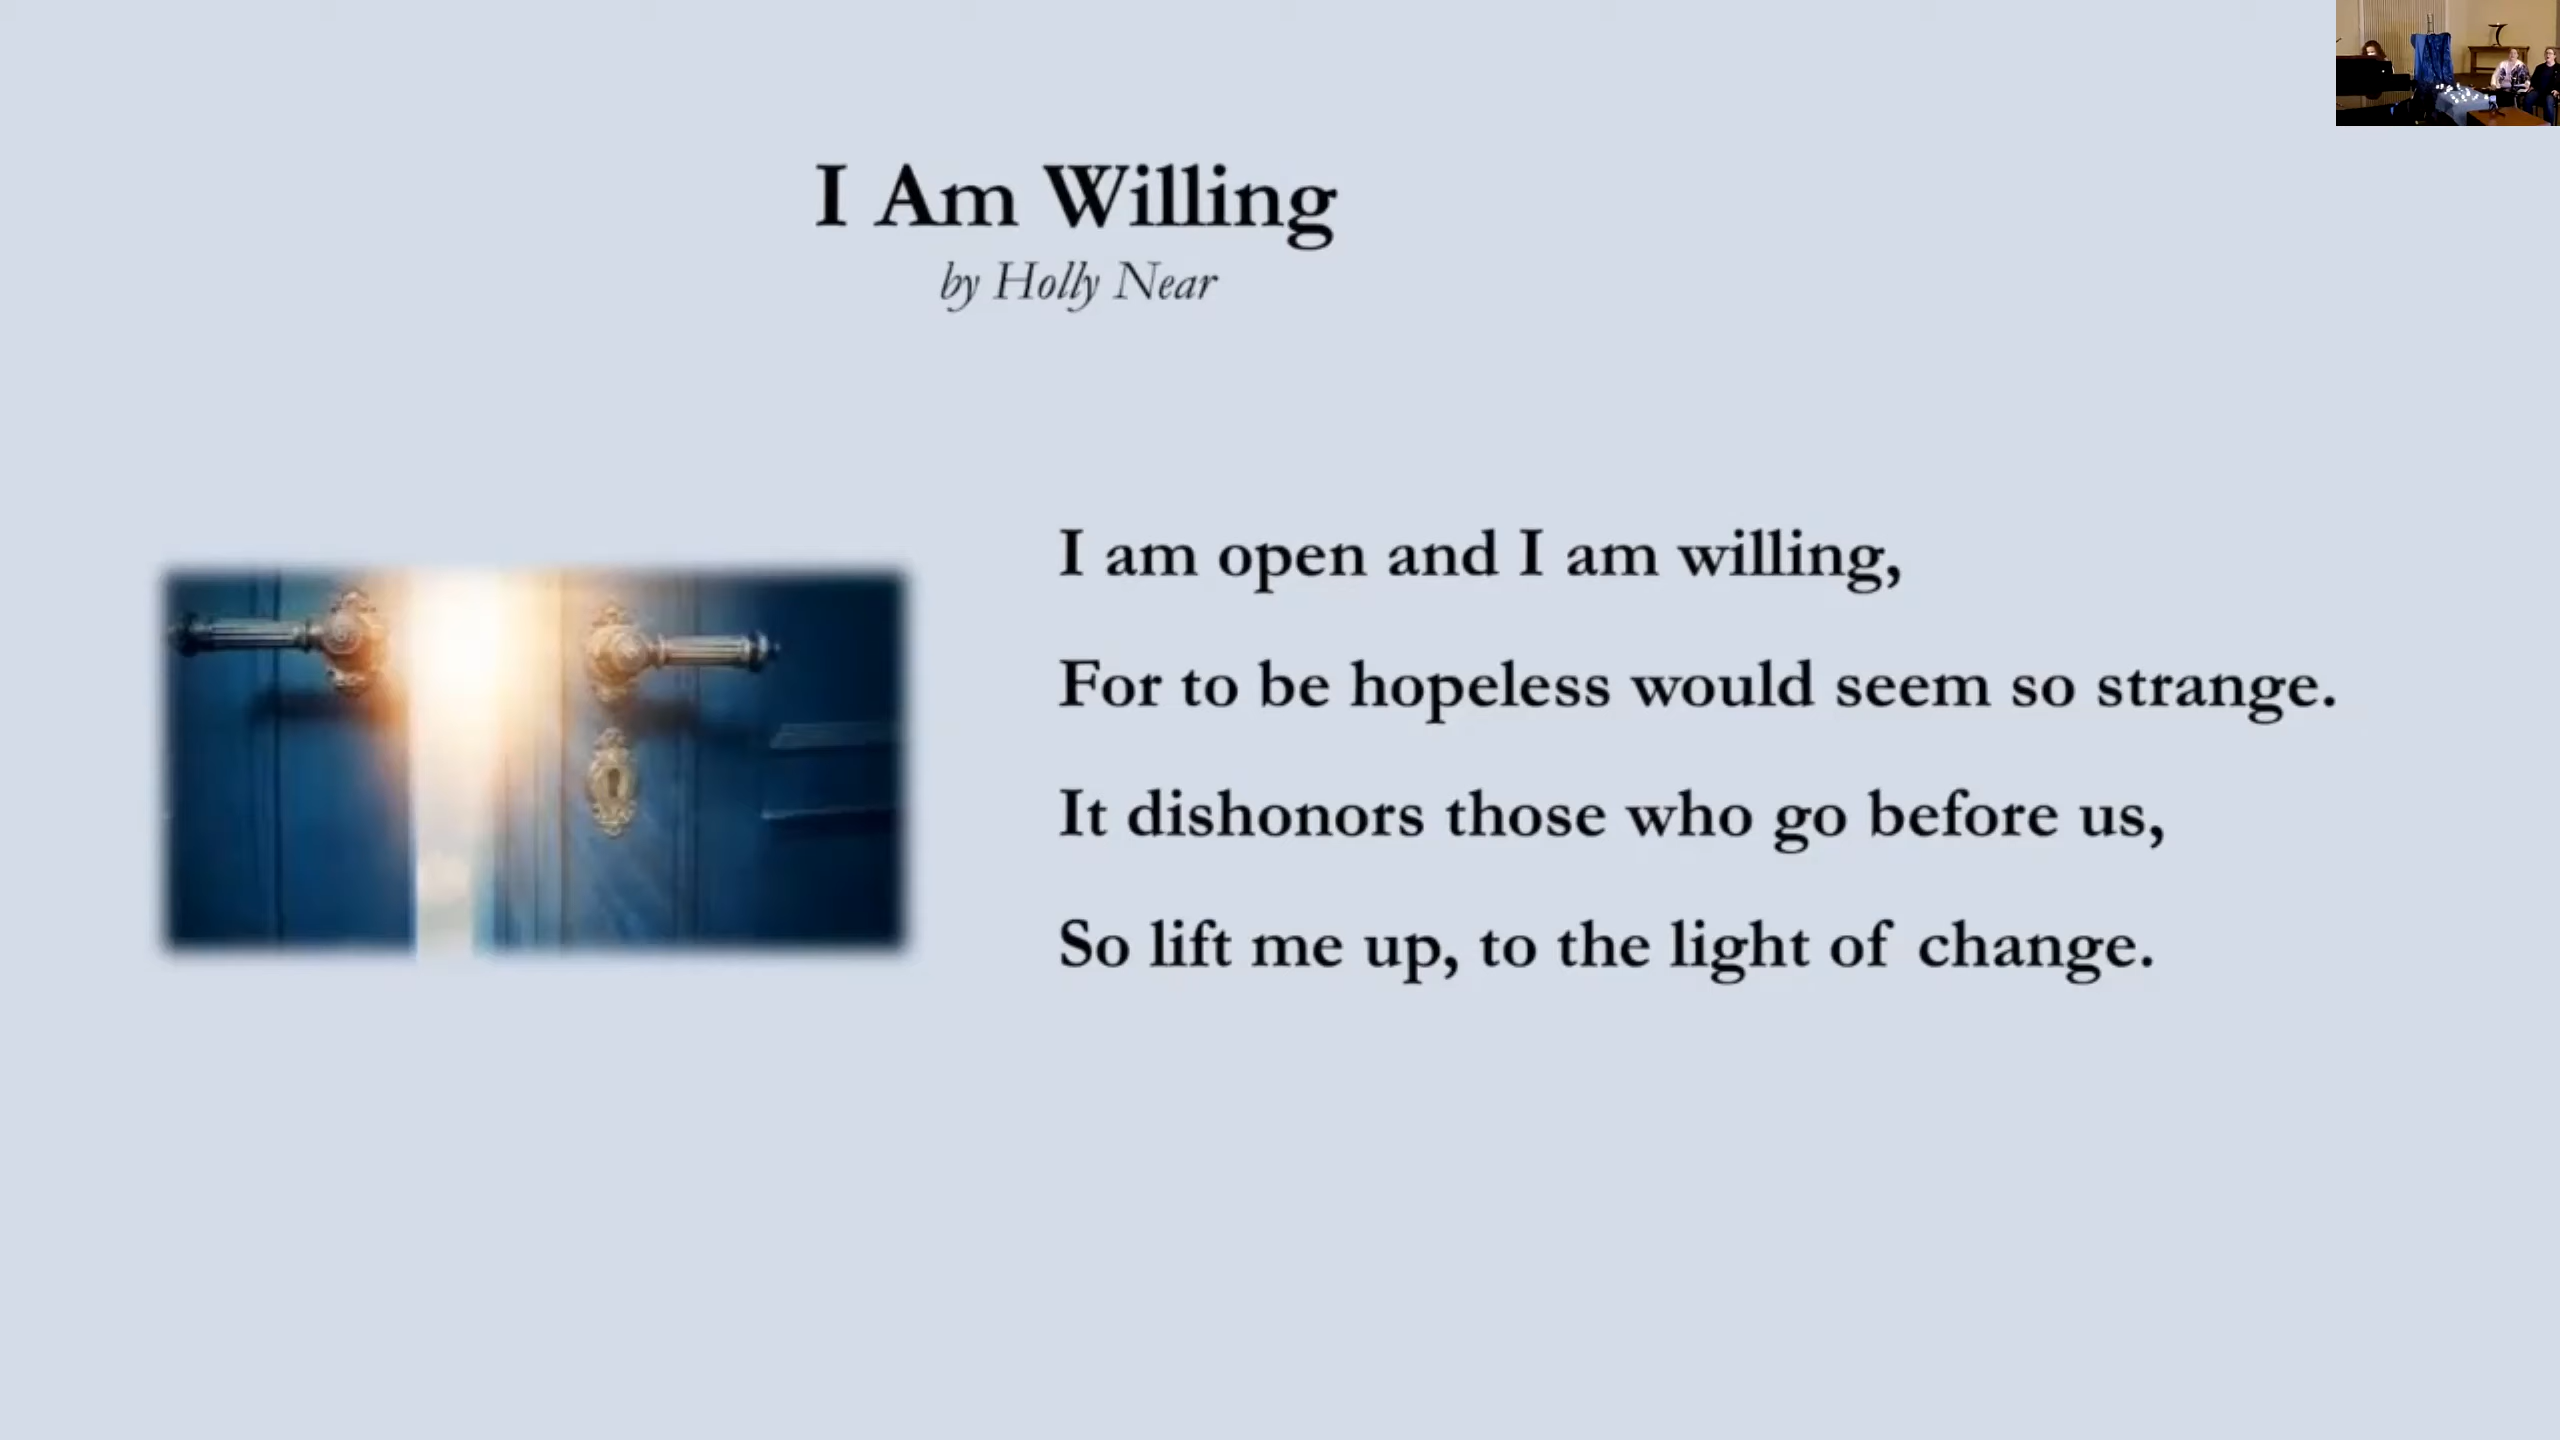 I Am Willing
by Holly Near
I am open and I am willing,
For to be hopeless would seem so strange.
It dishonors those who go before us,
So lift me up, to the light of change.